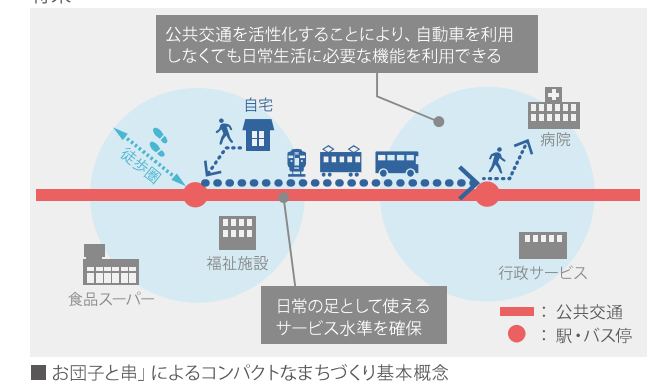 公共交通を活性化することにより、自動車を利用
しなくても日常生活に必要な機能を利用できる
自宅
病院
徒歩圏
福祉施設
行政サービス
食品スーパー
日常の足として使える
サービス水準を確保
：公共交通
：駅・バス停
■ お団子と串」によるコンパクトなまちづくり基本概念